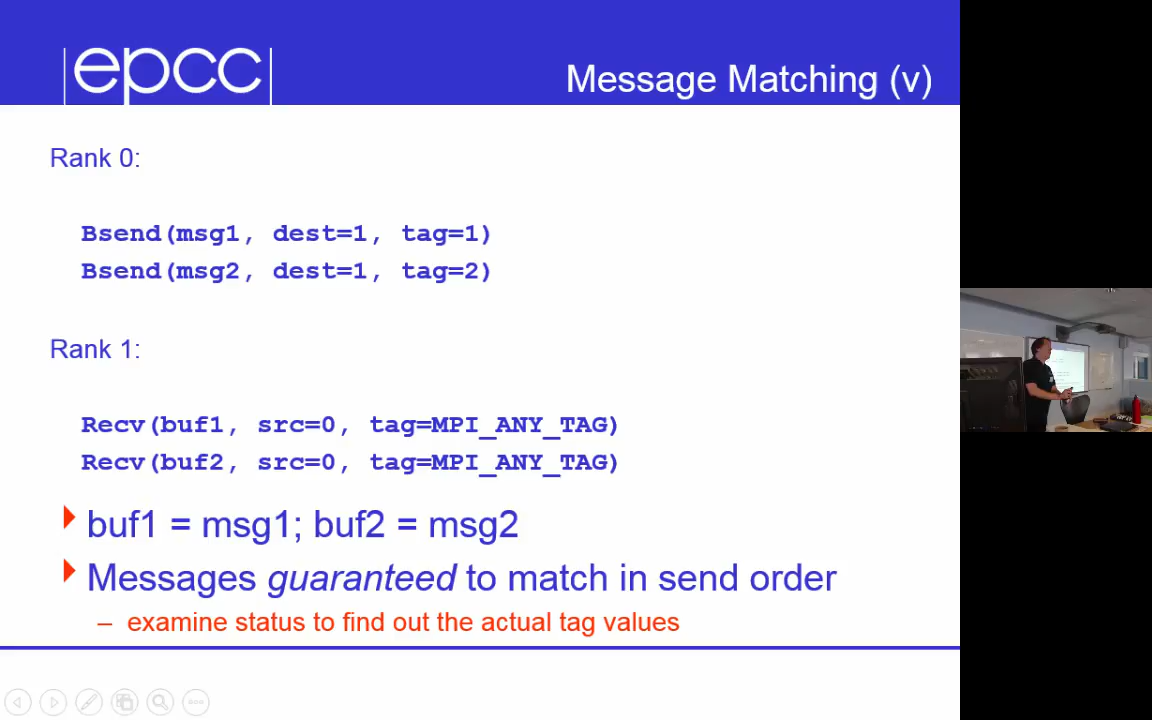 |epcc|
Message Matching (v)
Rank 0:
Bsend(msg1, dest=1, tag=1)
Bsend(msg2, dest=1, tag=2)
Rank 1:
Recv(buf1, src=0, tag=MPI_ANY_TAG)
Recv(buf2, src=0, tag=MPI_ANY_TAG)
buf1 = msg1; buf2 = msg2
Messages guaranteed to match in send order
– examine status to find out the actual tag values